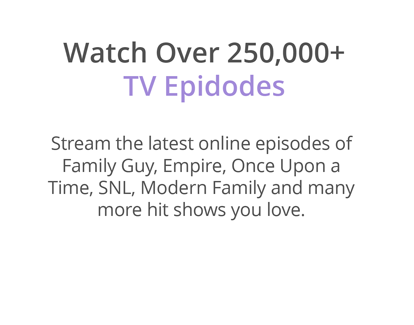 Watch Over 250,000+
TV Epidodes
Stream the latest online episodes of
Family Guy, Empire, Once Upon a
Time, SNL, Modern Family and many
more hit shows you love.